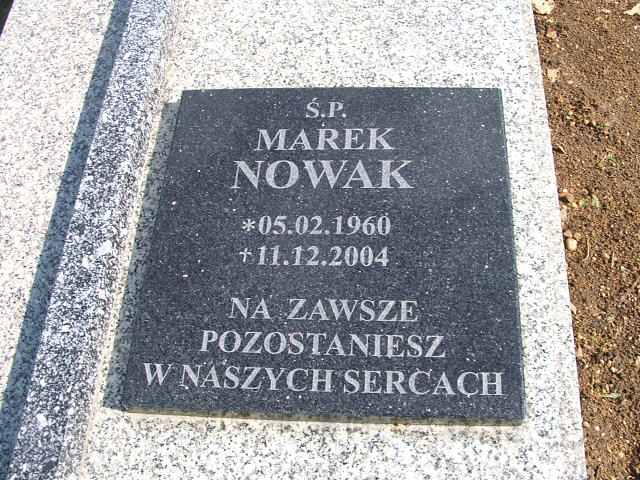 Ś.P.
MAREK
NOWAK
*05.02.1960
†11.12.2004
NA ZAWSZE
POZOSTANIESZ
W NASZYCH SERCACH